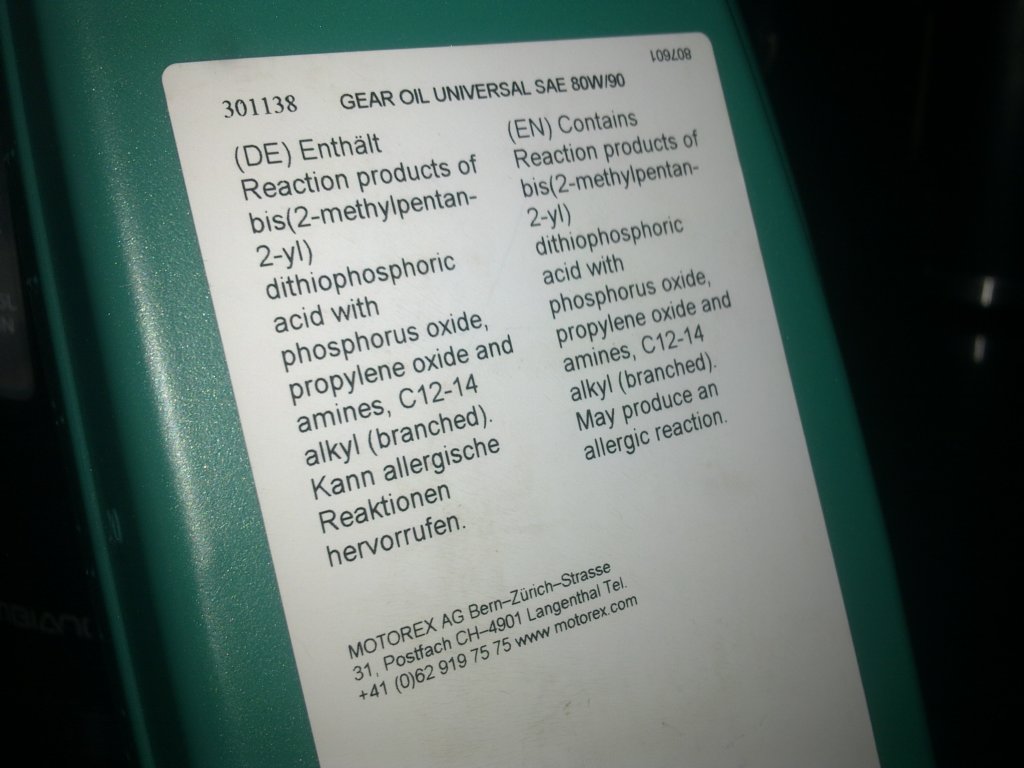 807601
301138 GEAR OIL UNIVERSAL SAE 80W/90
(DE) Enthält
Reaction products of
bis(2-methylpentan-
2-yl)
dithiophosphoric
acid with
phosphorus oxide,
propylene oxide and
amines, C12-14
alkyl (branched).
Kann allergische
Reaktionen
hervorrufen.
(EN) Contains
Reaction products of
bis(2-methylpentan-
2-yl)
dithiophosphoric
acid with
phosphorus oxide,
propylene oxide and
amines, C12-14
alkyl (branched).
May produce an
allergic reaction.
MOTOREX AG Bern–Zürich–Strasse
31, Postfach CH–4901 Langenthal Tel.
+41 (0)62 919 75 75 www motorex.com